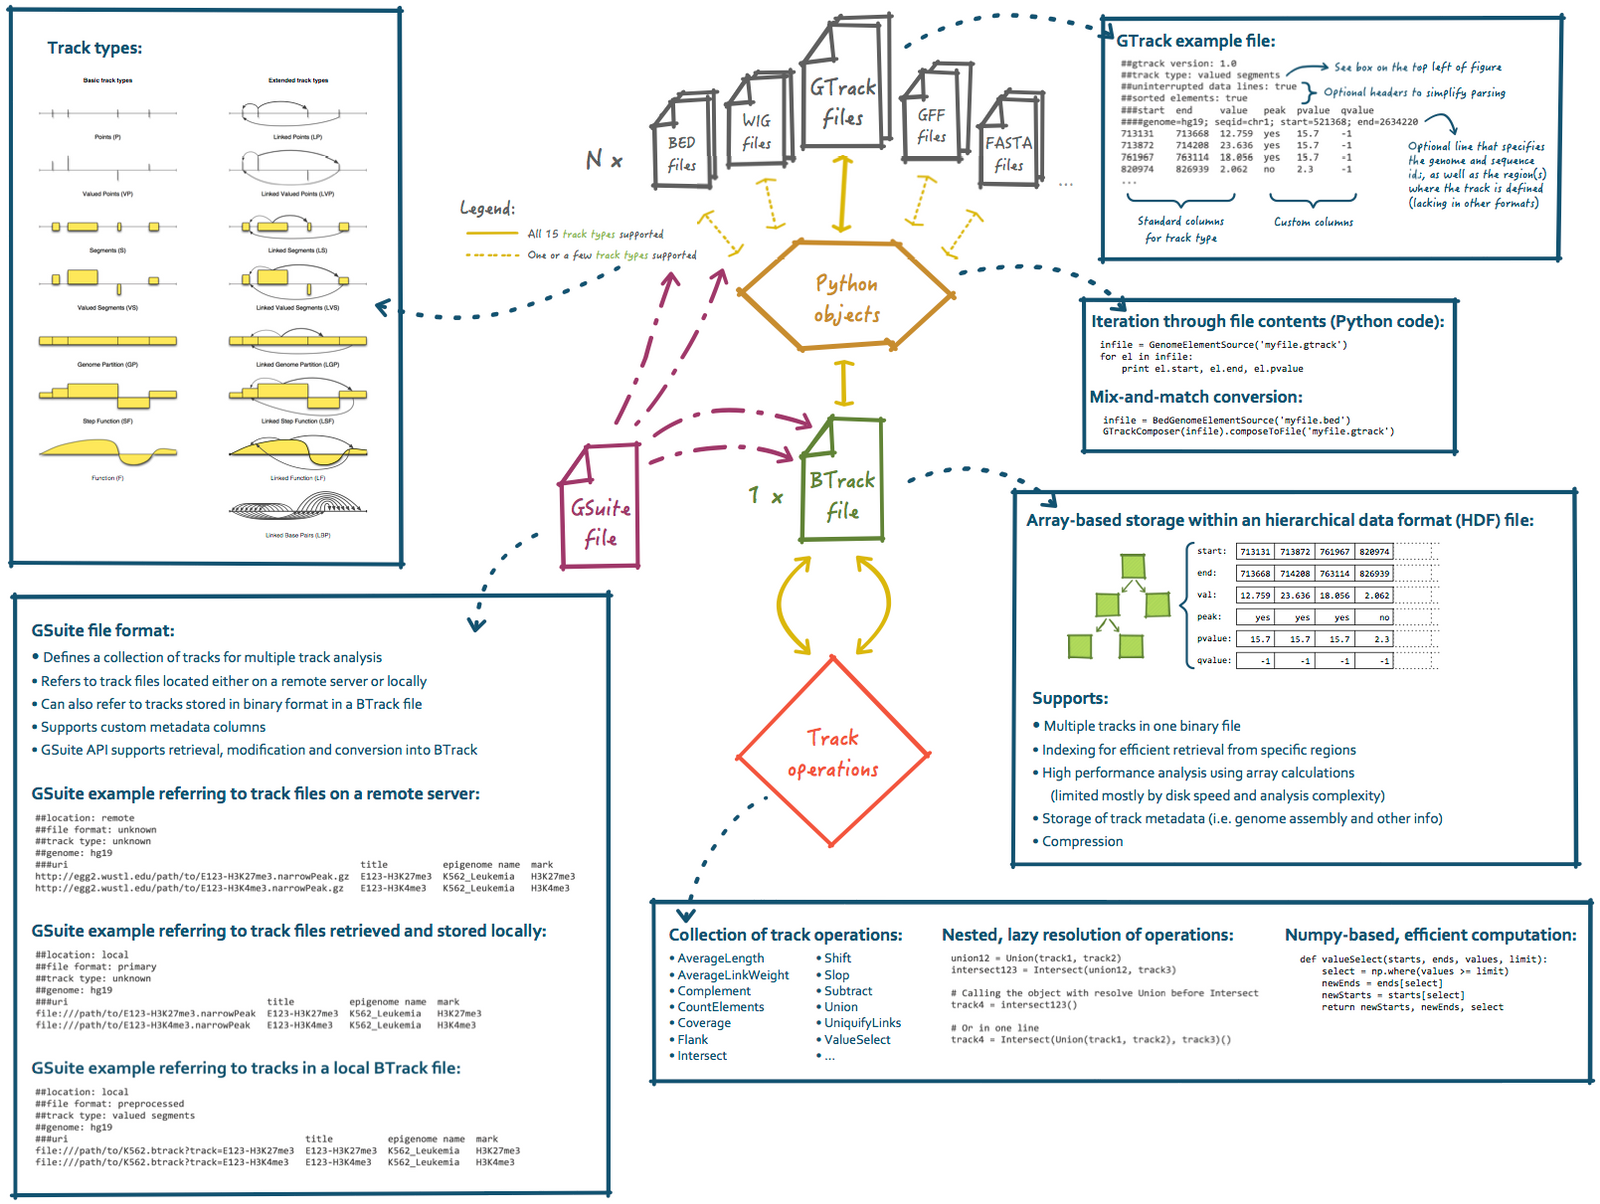 Track types:
Basic track types
Extended track types
Points (P)
Linked Points (LP)
Valued Points (VP)
Linked Valued Points (LVP)
Segments (S)
Linked Segments (LS)
Valued Segments (VS)
Linked Valued Segments (LVS)
Genome Partition (GP)
Linked Genome Partition (LGP)
Step Function (SF)
Linked Step Function (LSF)
Function (F)
Linked Function (LF)
Linked Base Pairs (LBP)
N x
BED
files
WIG
files
GTrack
files
GFF
files
FASTA
files
...
Legend:
All 15 track types supported
One or a few track types supported
Python
objects
GSuite
file
1 x
BTrack
file
Track
operations
GTrack example file:
##gtrack version: 1.0
##track type: valued segments
##uninterrupted data lines: true
##sorted elements: true
###start end value peak pvalue qvalue
####genome=hg19; seqid=chr1; start=521368; end=2634220
713131 713668 12.759 yes 15.7 -1
713872 714208 23.636 yes 15.7 -1
761967 763114 18.056 yes 15.7 -1
820974 826939 2.062 no 2.3 -1
...
See box on the top left of figure
Optional headers to simplify parsing
Optional line that specifies
the genome and sequence
id;, as well as the region(s)
where the track is defined
(lacking in other formats)
Standard columns
for track type
Custom columns
Iteration through file contents (Python code):
infile = GenomeElementSource('myfile.gtrack')
for el in infile:
print el.start, el.end, el.pvalue
Mix-and-match conversion:
infile = BedGenomeElementSource('myfile.bed')
GTrackComposer(infile).composeToFile('myfile.gtrack')
Array-based storage within an hierarchical data format (HDF) file:
start: 713131 713872 761967 820974
end: 713668 714208 763114 826939
val: 12.759 23.636 18.056 2.062
peak: yes yes yes no
pvalue: 15.7 15.7 15.7 2.3
qvalue: -1 -1 -1 -1
Supports:
• Multiple tracks in one binary file
• Indexing for efficient retrieval from specific regions
• High performance analysis using array calculations
(limited mostly by disk speed and analysis complexity)
• Storage of track metadata (i.e. genome assembly and other info)
• Compression
GSuite file format:
• Defines a collection of tracks for multiple track analysis
• Refers to track files located either on a remote server or locally
• Can also refer to tracks stored in binary format in a BTrack file
• Supports custom metadata columns
• GSuite API supports retrieval, modification and conversion into BTrack
GSuite example referring to track files on a remote server:
##location: remote
##file format: unknown
##track type: unknown
##genome: hg19
###uri title epigenome name mark
http://egg2.wustl.edu/path/to/E123-H3K27me3.narrowPeak.gz E123-H3K27me3 K562_Leukemia H3K27me3
http://egg2.wustl.edu/path/to/E123-H3K4me3.narrowPeak.gz E123-H3K4me3 K562_Leukemia H3K4me3
GSuite example referring to track files retrieved and stored locally:
##location: local
##file format: primary
##track type: unknown
##genome: hg19
###uri title epigenome name mark
file:///path/to/E123-H3K27me3.narrowPeak E123-H3K27me3 K562_Leukemia H3K27me3
file:///path/to/E123-H3K4me3.narrowPeak E123-H3K4me3 K562_Leukemia H3K4me3
GSuite example referring to tracks in a local BTrack file:
##location: local
##file format: preprocessed
##track type: valued segments
##genome: hg19
###uri title epigenome name mark
file:///path/to/K562.btrack?track=E123-H3K27me3 E123-H3K27me3 K562_Leukemia H3K27me3
file:///path/to/K562.btrack?track=E123-H3K4me3 E123-H3K4me3 K562_Leukemia H3K4me3
Collection of track operations:
• AverageLength
• AverageLinkWeight
• Complement
• CountElements
• Coverage
• Flank
• Intersect
• Shift
• Slop
• Subtract
• Union
• UniquifyLinks
• ValueSelect
• ...
Nested, lazy resolution of operations:
union12 = Union(track1, track2)
intersect123 = Intersect(union12, track3)
# Calling the object with resolve Union before Intersect
track4 = intersect123()
# Or in one line
track4 = Intersect(Union(track1, track2), track3)()
Numpy-based, efficient computation:
def valueSelect(starts, ends, values, limit):
select = np.where(values >= limit)
newEnds = ends[select]
newStarts = starts[select]
return newStarts, newEnds, select